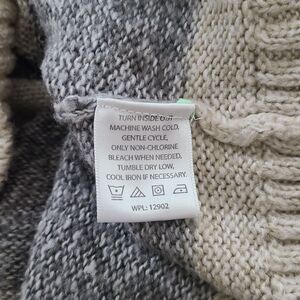 TURN INSIDE OUT
MACHINE WASH COLD,
GENTLE CYCLE,
ONLY NON-CHLORINE
BLEACH WHEN NEEDED,
TUMBLE DRY LOW,
COOL IRON IF NECESSARY.
WPL: 12902